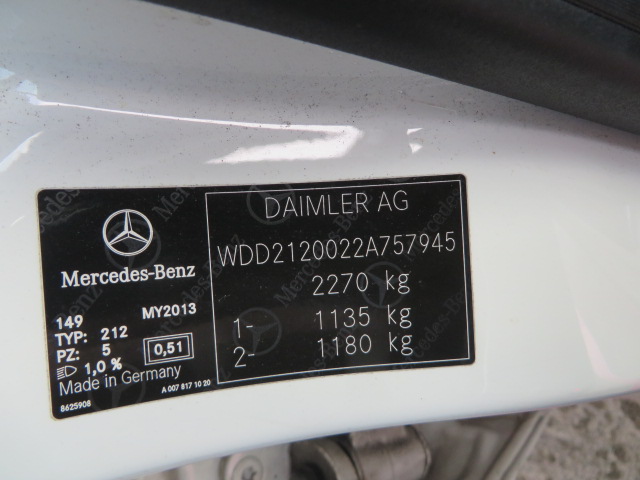 Mercedes-Benz
149 MY2013
TYP: 212
PZ: 5 0,51
1,0 %
Made in Germany
8625908 A 007 817 10 20
DAIMLER AG
WDD2120022A757945
2270 kg
1- 1135 kg
2- 1180 kg